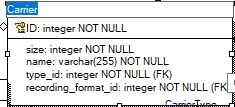 Carrier
ID: integer NOT NULL
size: integer NOT NULL
name: varchar(255) NOT NULL
type_id: integer NOT NULL (FK)
recording_format_id: integer NOT NULL (FK
CarrierType